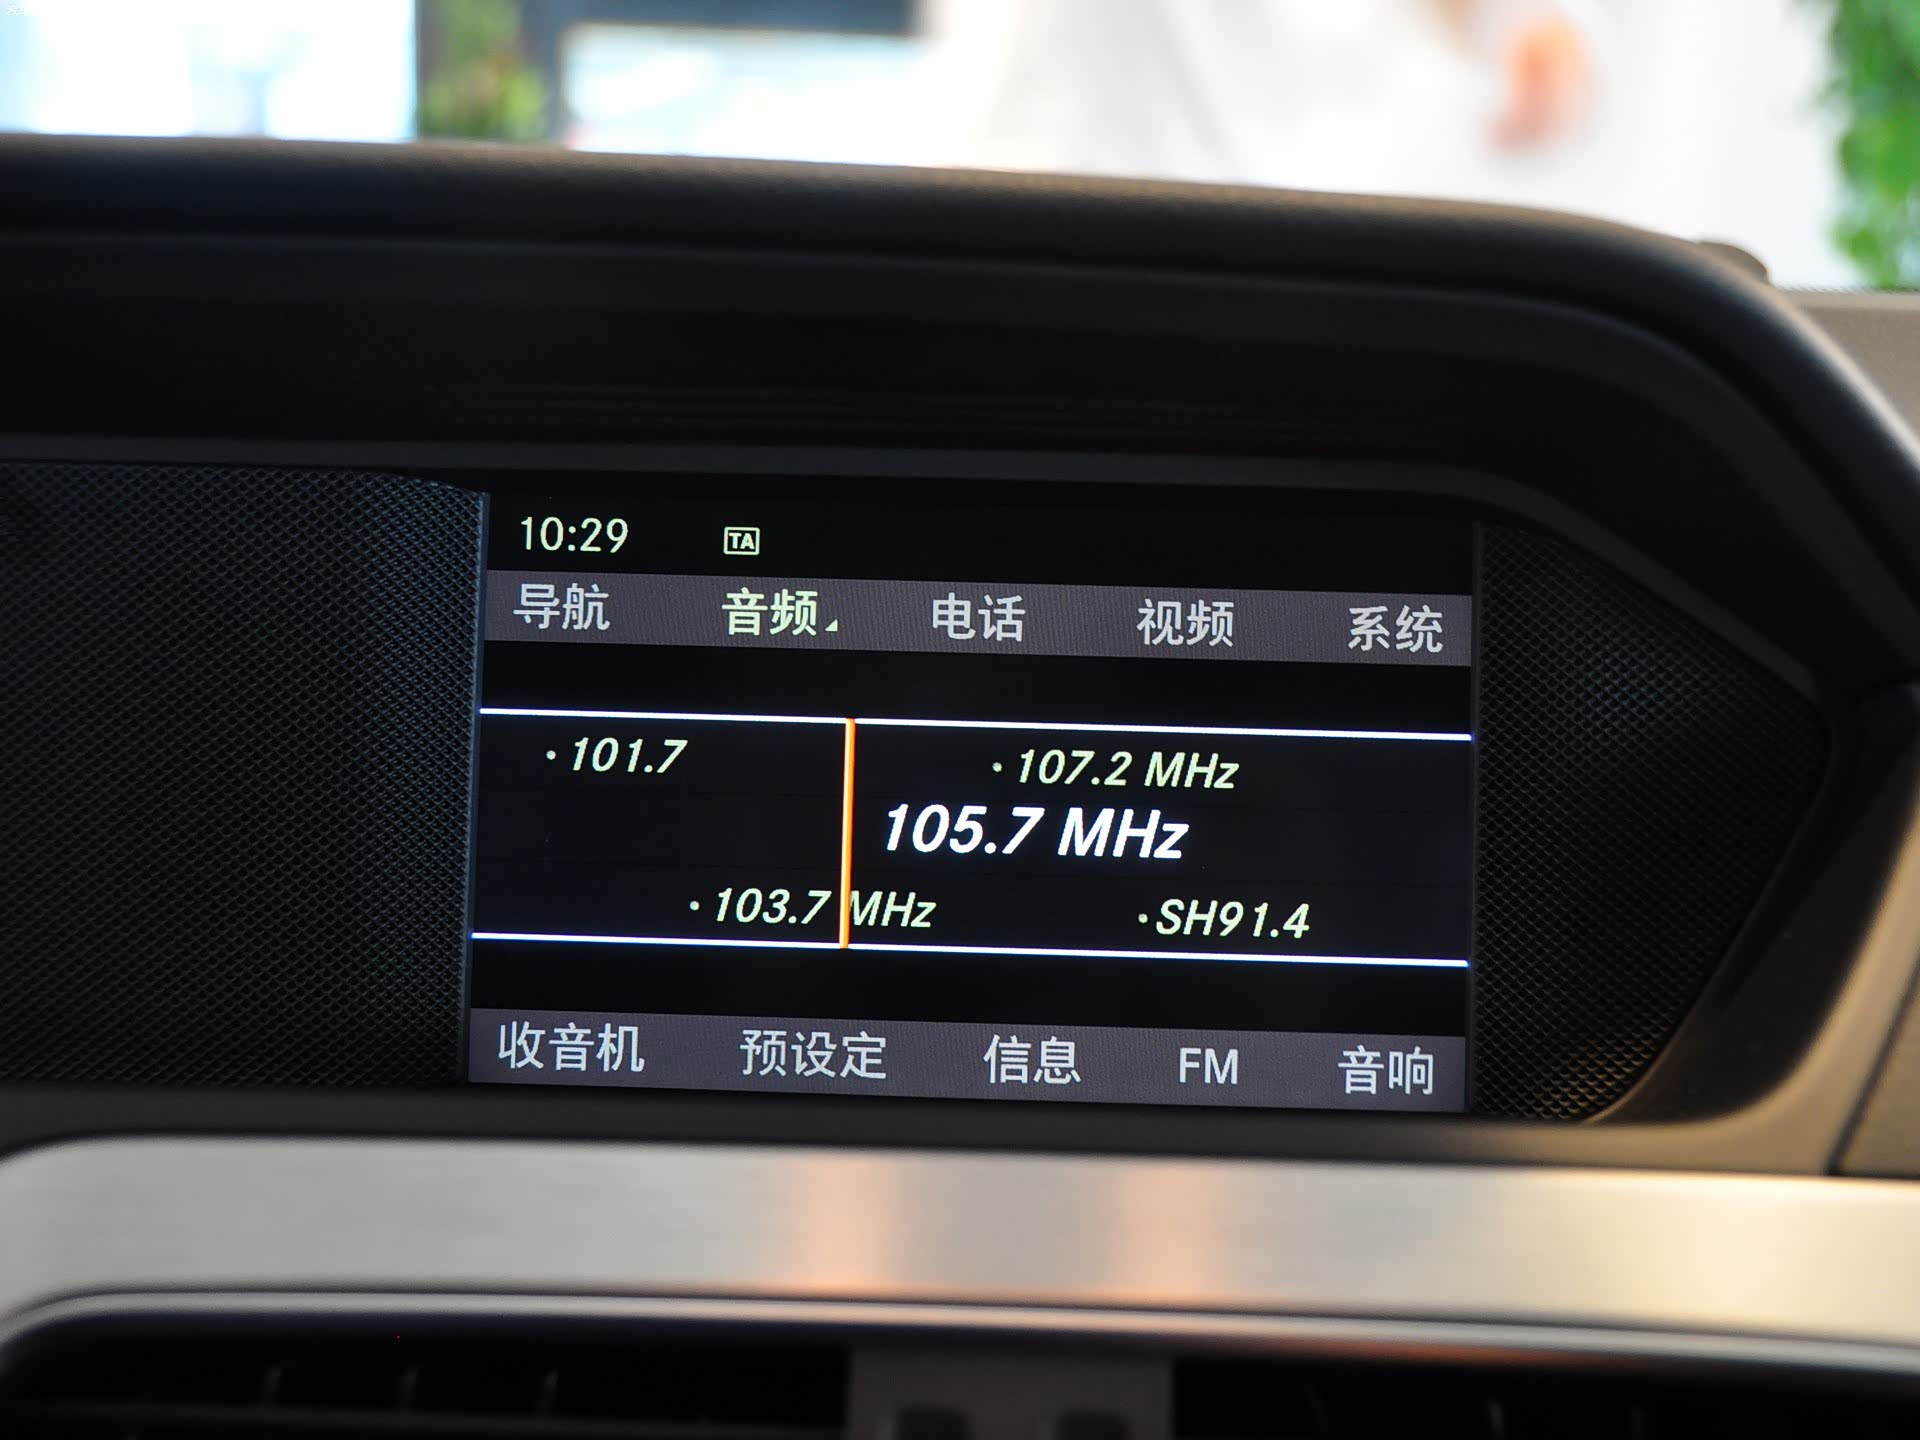 10:29 TA
导航 音频 电话 视频 系统
·101.7 ·107.2 MHz
105.7 MHz
·103.7 MHz ·SH91.4
收音机 预设定 信息 FM 音响